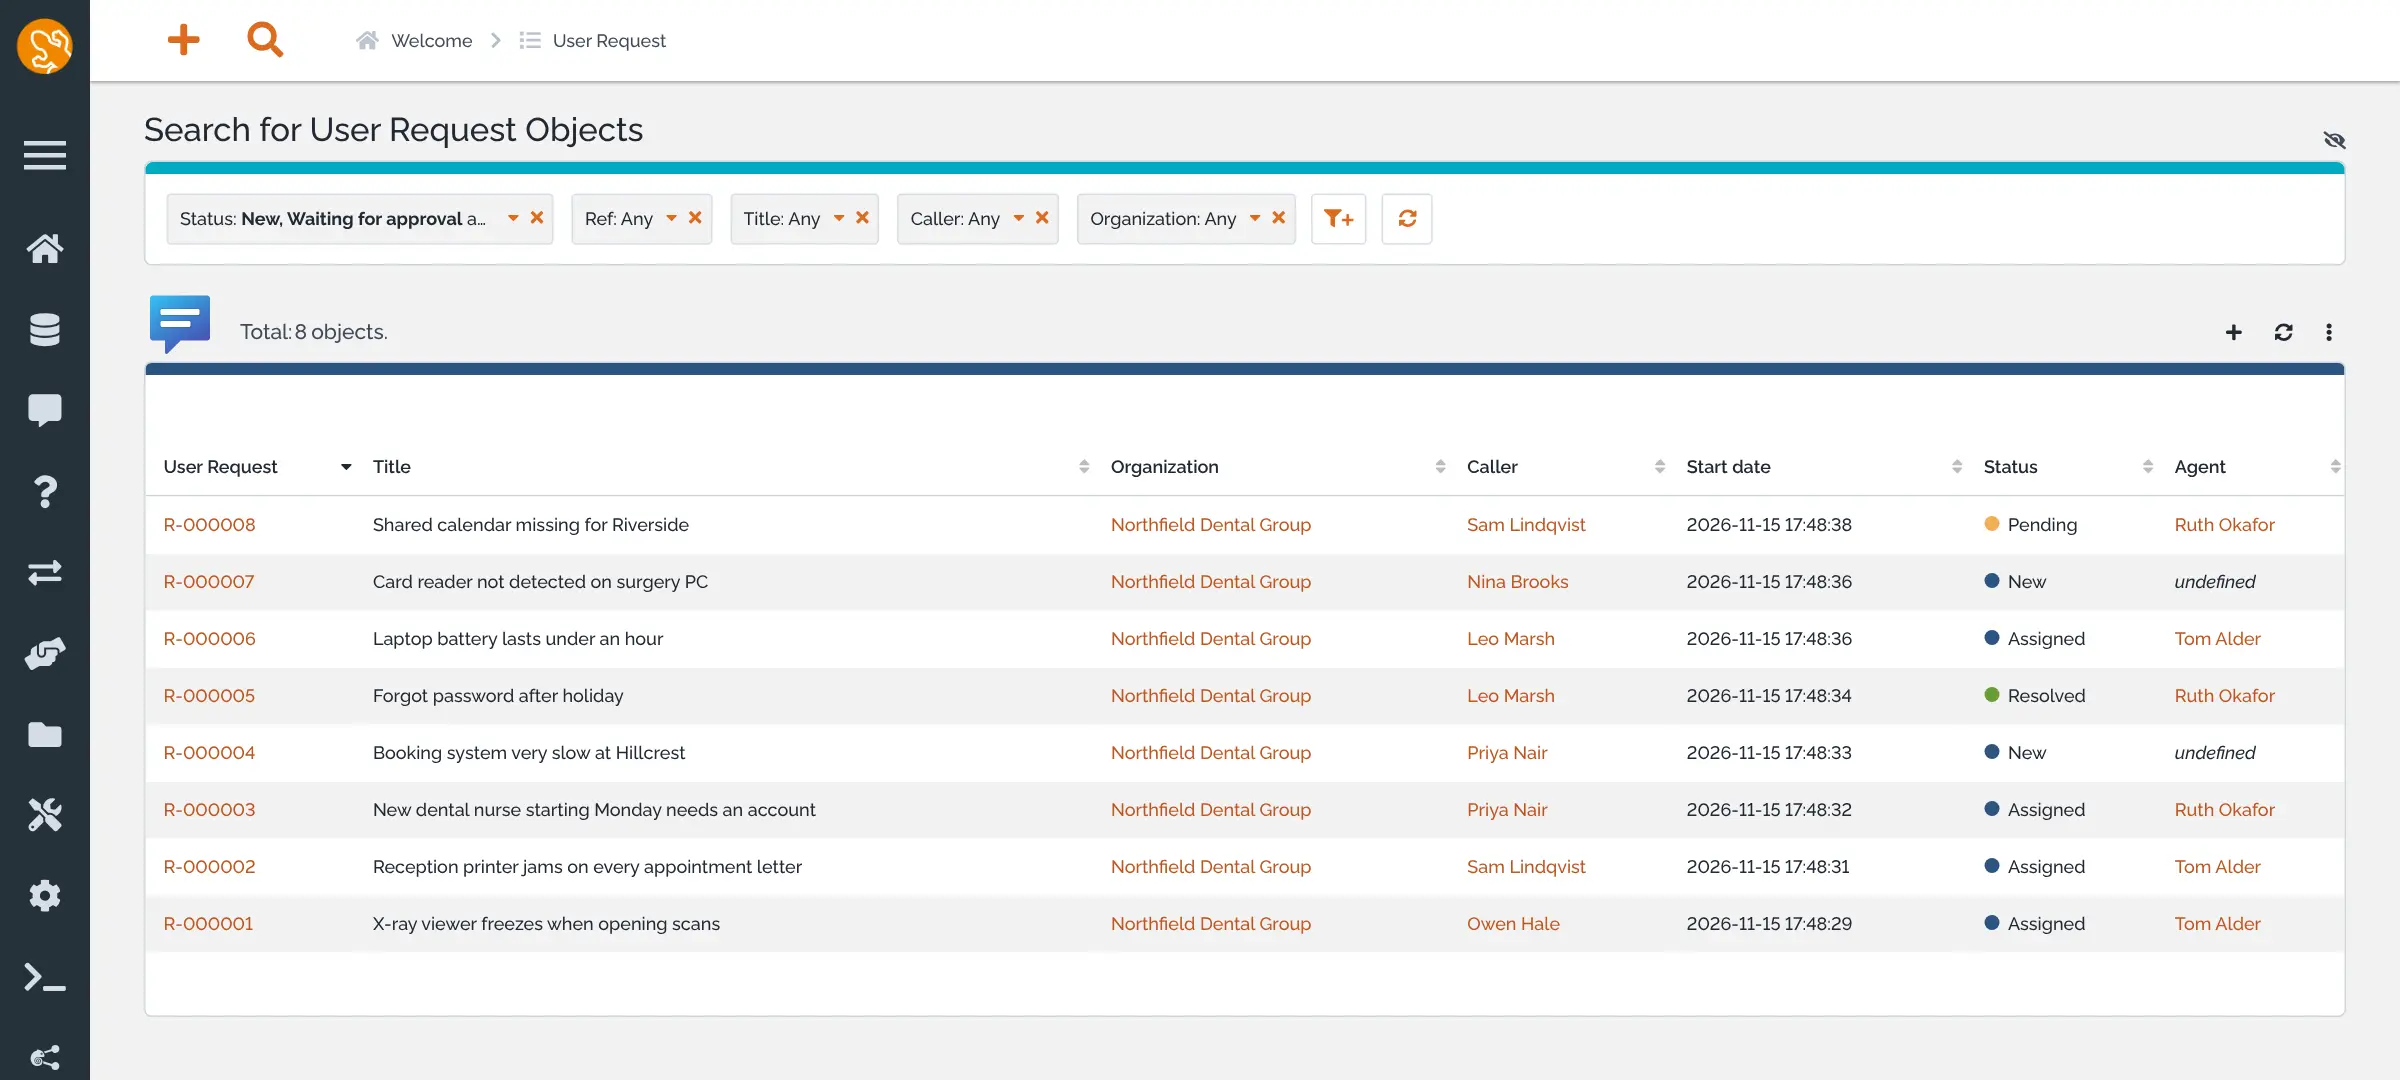 Welcome > User Request
Search for User Request Objects
Status: New, Waiting for approval a... Ref: Any Title: Any Caller: Any Organization: Any
Total: 8 objects.
User Request Title Organization Caller Start date Status Agent
R-000008 Shared calendar missing for Riverside Northfield Dental Group Sam Lindqvist 2026-11-15 17:48:38 Pending Ruth Okafor
R-000007 Card reader not detected on surgery PC Northfield Dental Group Nina Brooks 2026-11-15 17:48:36 New undefined
R-000006 Laptop battery lasts under an hour Northfield Dental Group Leo Marsh 2026-11-15 17:48:36 Assigned Tom Alder
R-000005 Forgot password after holiday Northfield Dental Group Leo Marsh 2026-11-15 17:48:34 Resolved Ruth Okafor
R-000004 Booking system very slow at Hillcrest Northfield Dental Group Priya Nair 2026-11-15 17:48:33 New undefined
R-000003 New dental nurse starting Monday needs an account Northfield Dental Group Priya Nair 2026-11-15 17:48:32 Assigned Ruth Okafor
R-000002 Reception printer jams on every appointment letter Northfield Dental Group Sam Lindqvist 2026-11-15 17:48:31 Assigned Tom Alder
R-000001 X-ray viewer freezes when opening scans Northfield Dental Group Owen Hale 2026-11-15 17:48:29 Assigned Tom Alder